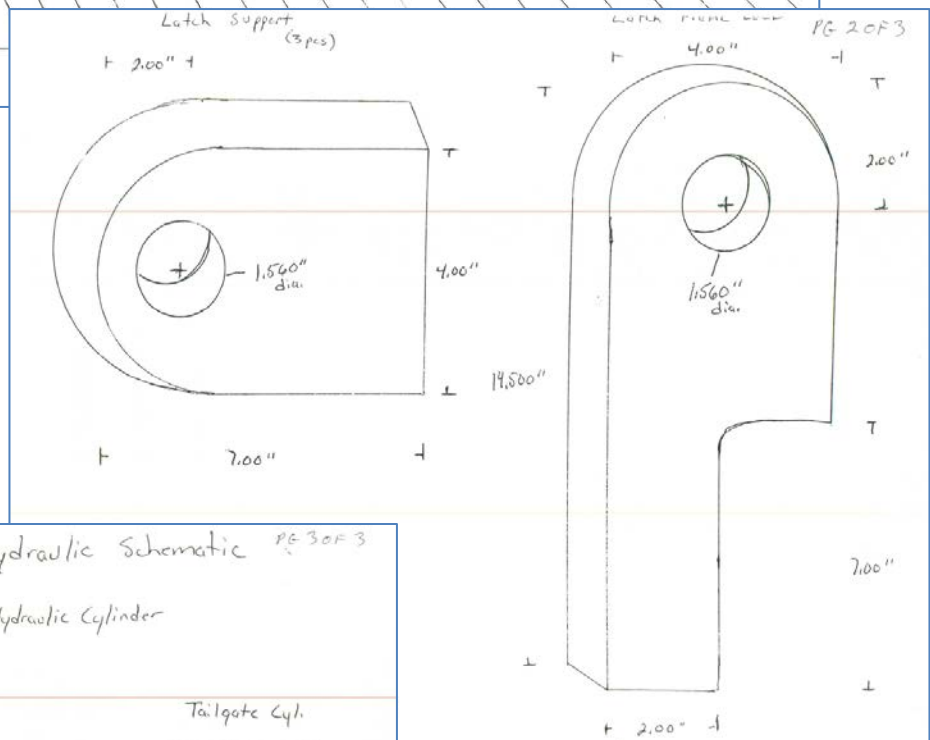 Latch Support
(3 pcs)
2.00"
1.560"
dia.
4.00"
7.00"
PG 2 OF 3
4.00"
2.00"
1.560"
dia.
14.500"
7.00"
2.00"
Schematic PG 3 OF 3
Cylinder
Tailgate Cyl.